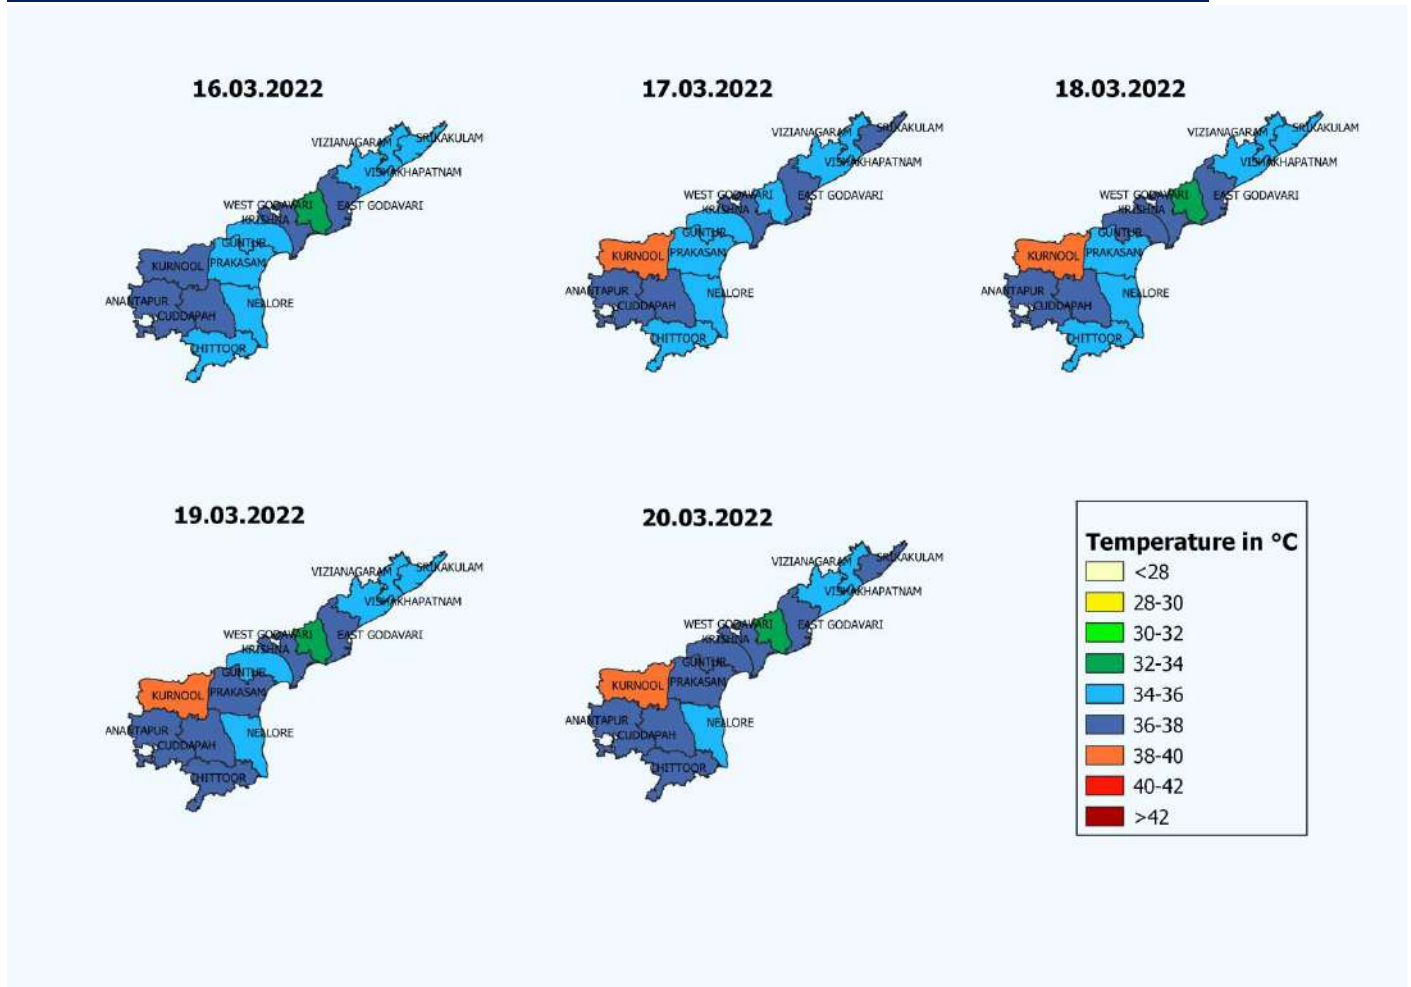 16.03.2022
VIZIANAGARAM
SRIKAKULAM
VISHAKHAPATNAM
WEST GODAVARI
EAST GODAVARI
KRISHNA
GUNTUR
KURNOOL
PRAKASAM
ANANTAPUR
NELLORE
CUDDAPAH
CHITTOOR
17.03.2022
VIZIANAGARAM
SRIKAKULAM
VISHAKHAPATNAM
WEST GODAVARI
EAST GODAVARI
KRISHNA
GUNTUR
KURNOOL
PRAKASAM
ANANTAPUR
NELLORE
CUDDAPAH
CHITTOOR
18.03.2022
VIZIANAGARAM
SRIKAKULAM
VISHAKHAPATNAM
WEST GODAVARI
EAST GODAVARI
KRISHNA
GUNTUR
KURNOOL
PRAKASAM
ANANTAPUR
NELLORE
CUDDAPAH
CHITTOOR
19.03.2022
VIZIANAGARAM
SRIKAKULAM
VISHAKHAPATNAM
WEST GODAVARI
EAST GODAVARI
KRISHNA
GUNTUR
KURNOOL
PRAKASAM
ANANTAPUR
NELLORE
CUDDAPAH
CHITTOOR
20.03.2022
VIZIANAGARAM
SRIKAKULAM
VISHAKHAPATNAM
WEST GODAVARI
EAST GODAVARI
KRISHNA
GUNTUR
KURNOOL
PRAKASAM
ANANTAPUR
NELLORE
CUDDAPAH
CHITTOOR
Temperature in °C
<28
28-30
30-32
32-34
34-36
36-38
38-40
40-42
>42